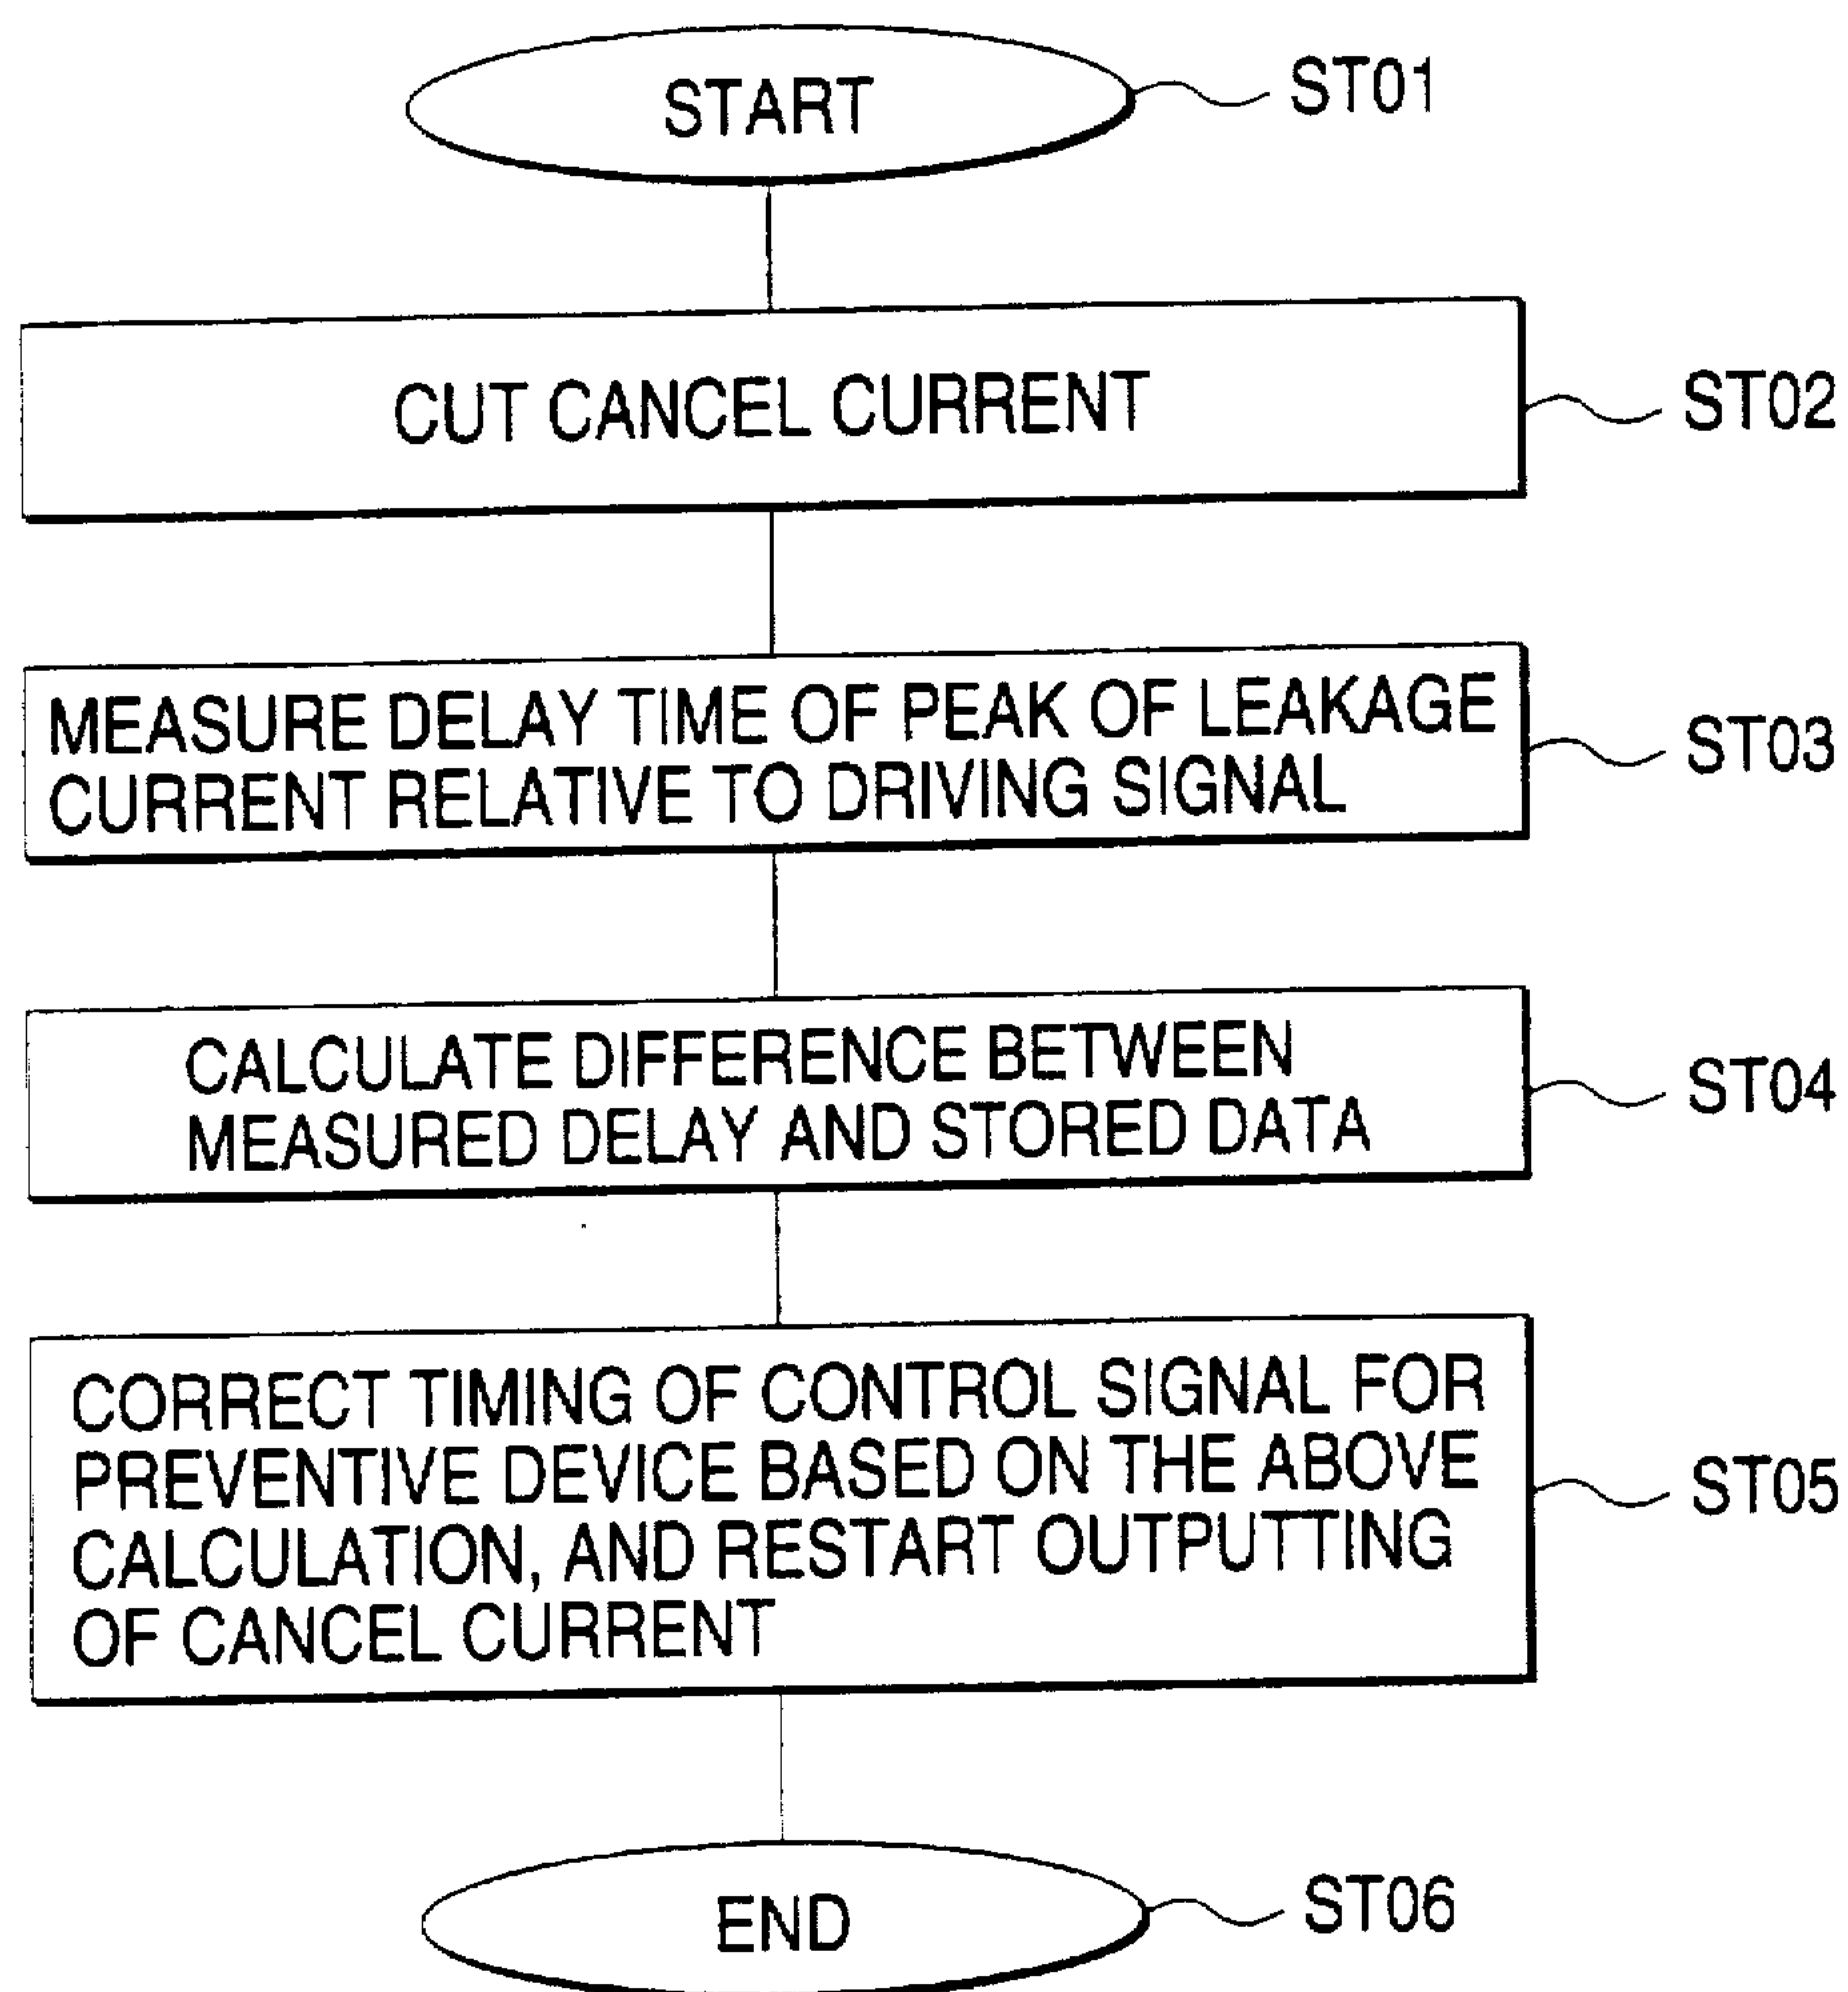 START
ST01
CUT CANCEL CURRENT
ST02
MEASURE DELAY TIME OF PEAK OF LEAKAGE
CURRENT RELATIVE TO DRIVING SIGNAL
ST03
CALCULATE DIFFERENCE BETWEEN
MEASURED DELAY AND STORED DATA
ST04
CORRECT TIMING OF CONTROL SIGNAL FOR
PREVENTIVE DEVICE BASED ON THE ABOVE
CALCULATION, AND RESTART OUTPUTTING
OF CANCEL CURRENT
ST05
END
ST06